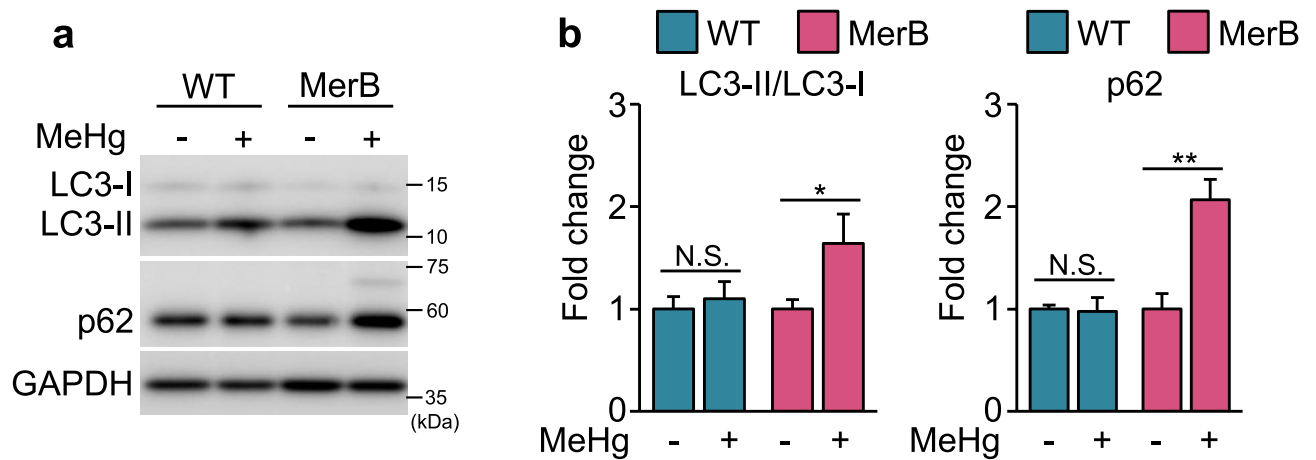 a
WT MerB
MeHg - + - +
LC3-I
LC3-II
15
10
p62
75
60
GAPDH
35
(kDa)
b
WT MerB
LC3-II/LC3-I
Fold change
3
2
1
0
N.S.
*
MeHg - + - +
WT MerB
p62
Fold change
3
2
1
0
N.S.
**
MeHg - + - +